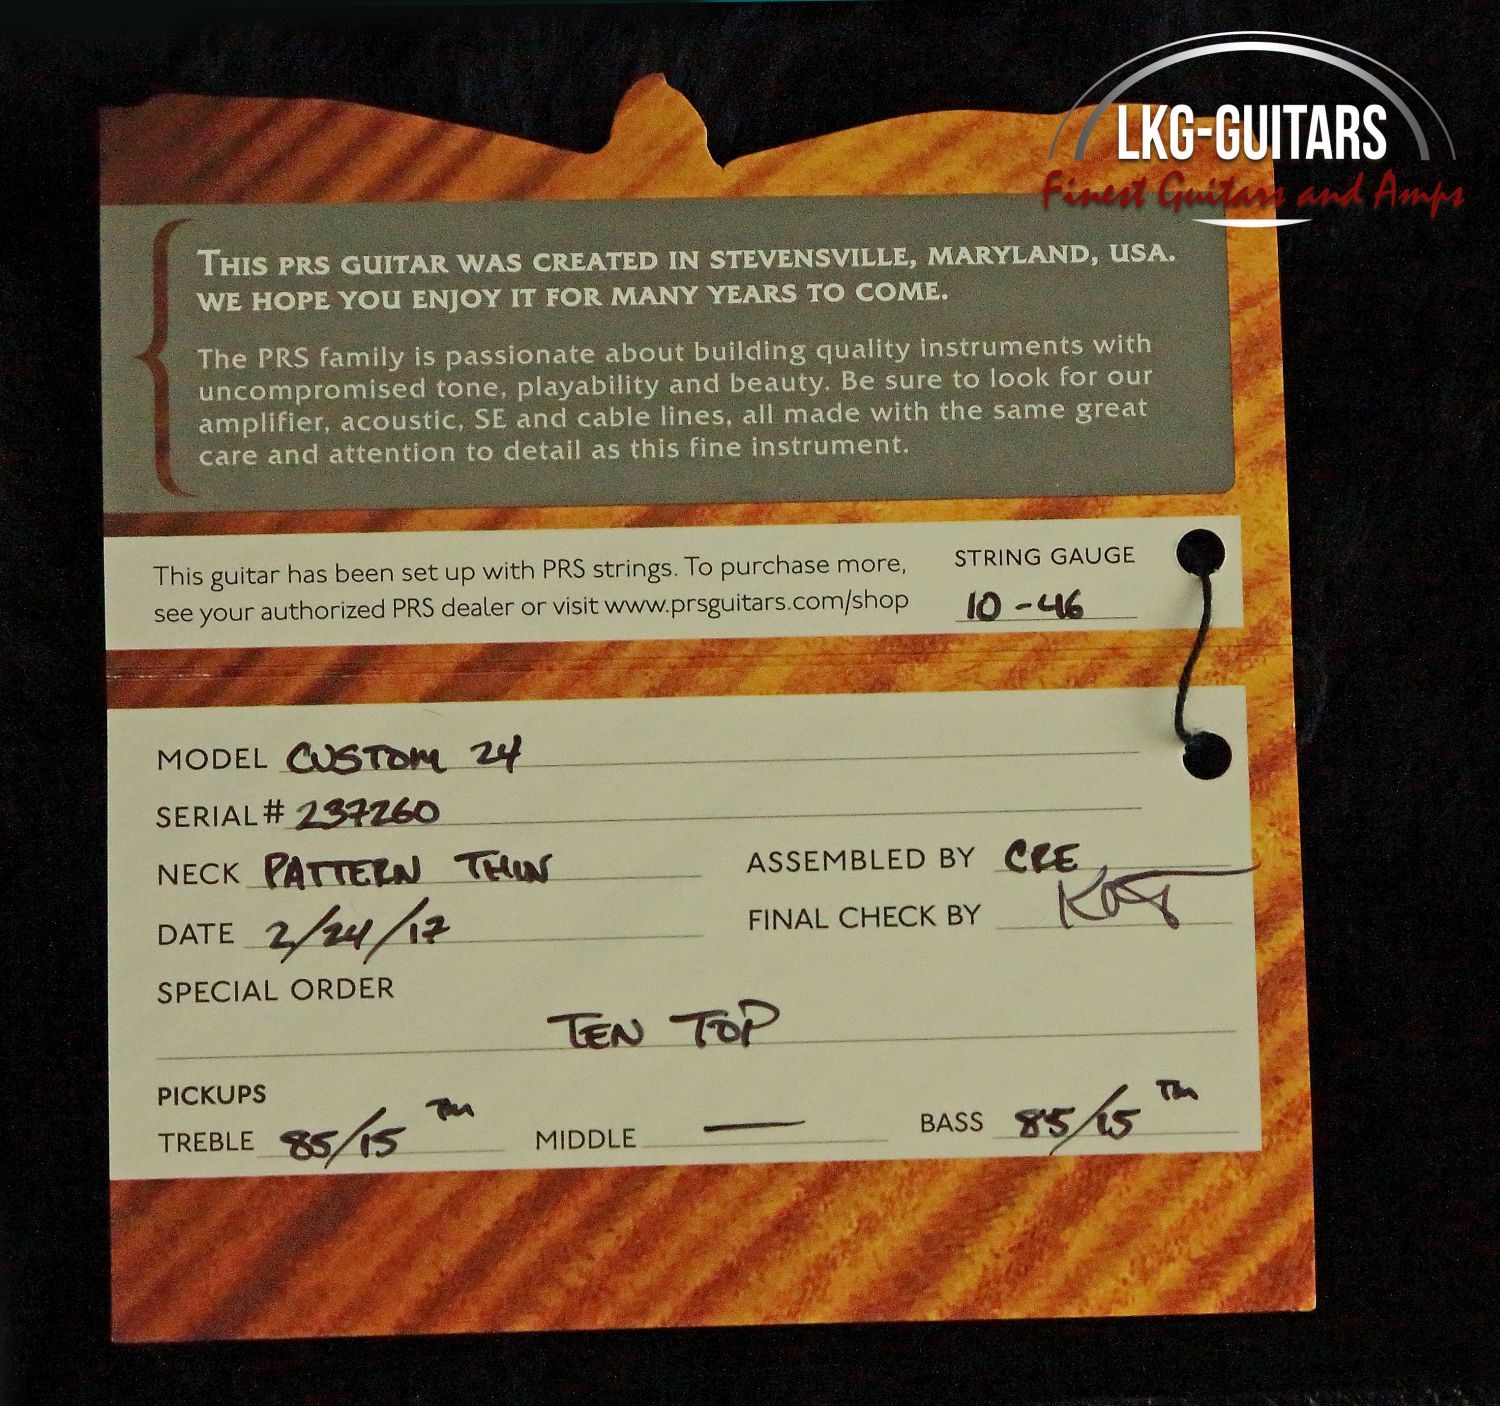 LKG-GUITARS
Finest Guitars and Amps
THIS PRS GUITAR WAS CREATED IN STEVENSVILLE, MARYLAND, USA.
WE HOPE YOU ENJOY IT FOR MANY YEARS TO COME.
The PRS family is passionate about building quality instruments with
uncompromised tone, playability and beauty. Be sure to look for our
amplifier, acoustic, SE and cable lines, all made with the same great
care and attention to detail as this fine instrument.
This guitar has been set up with PRS strings. To purchase more,
see your authorized PRS dealer or visit www.prsguitars.com/shop
STRING GAUGE
10-46
MODEL CUSTOM 24
SERIAL# 237260
NECK PATTERN THIN
ASSEMBLED BY CRE
DATE 2/24/17
FINAL CHECK BY
SPECIAL ORDER
TEN TOP
PICKUPS
TREBLE 85/15 TM MIDDLE — BASS 85/15 TM